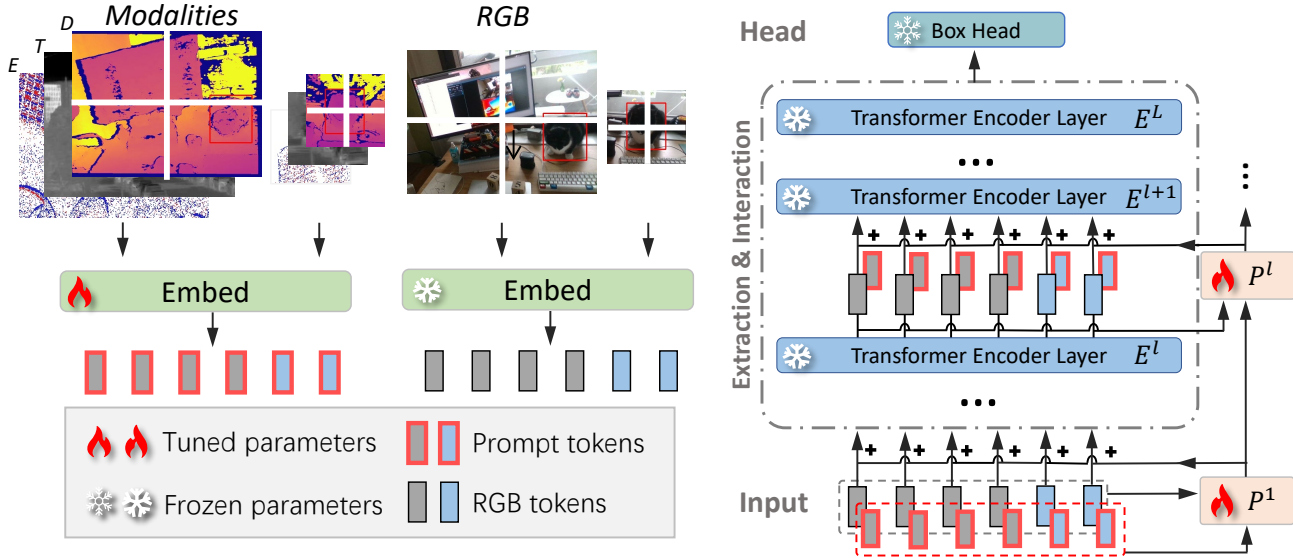 Modalities
RGB
E
T
D
Embed
Embed
Tuned parameters
Prompt tokens
Frozen parameters
RGB tokens
Head
Box Head
Extraction & Interaction
Transformer Encoder Layer E^L
...
Transformer Encoder Layer E^{l+1}
...
+ + + + + +
P^l
Transformer Encoder Layer E^l
...
+ + + + + +
Input
P^1